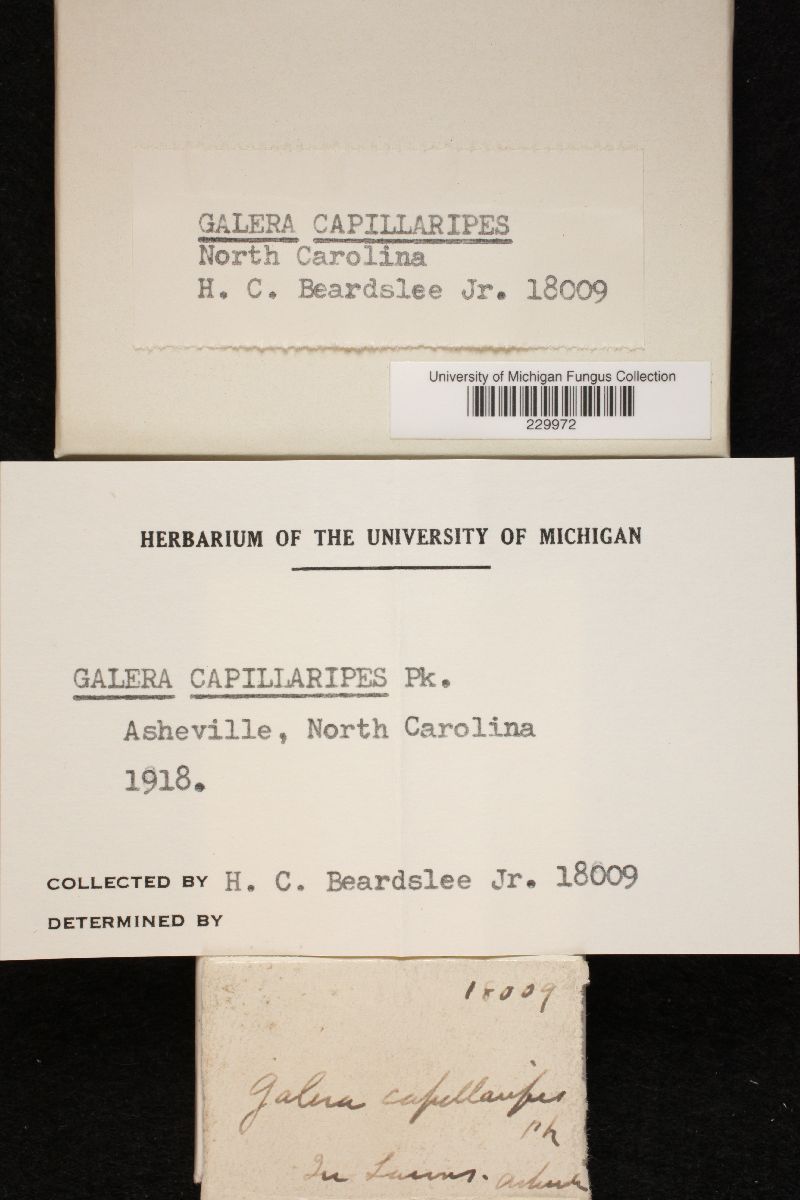 GALERA CAPILLARIPES
North Carolina
H. C. Beardslee Jr. 18009
University of Michigan Fungus Collection
229972
HERBARIUM OF THE UNIVERSITY OF MICHIGAN
GALERA CAPILLARIPES Pk.
Asheville, North Carolina
1918.
COLLECTED BY H. C. Beardslee Jr. 18009
DETERMINED BY
18009
Galera capillaripes
Pk
In Lawns.